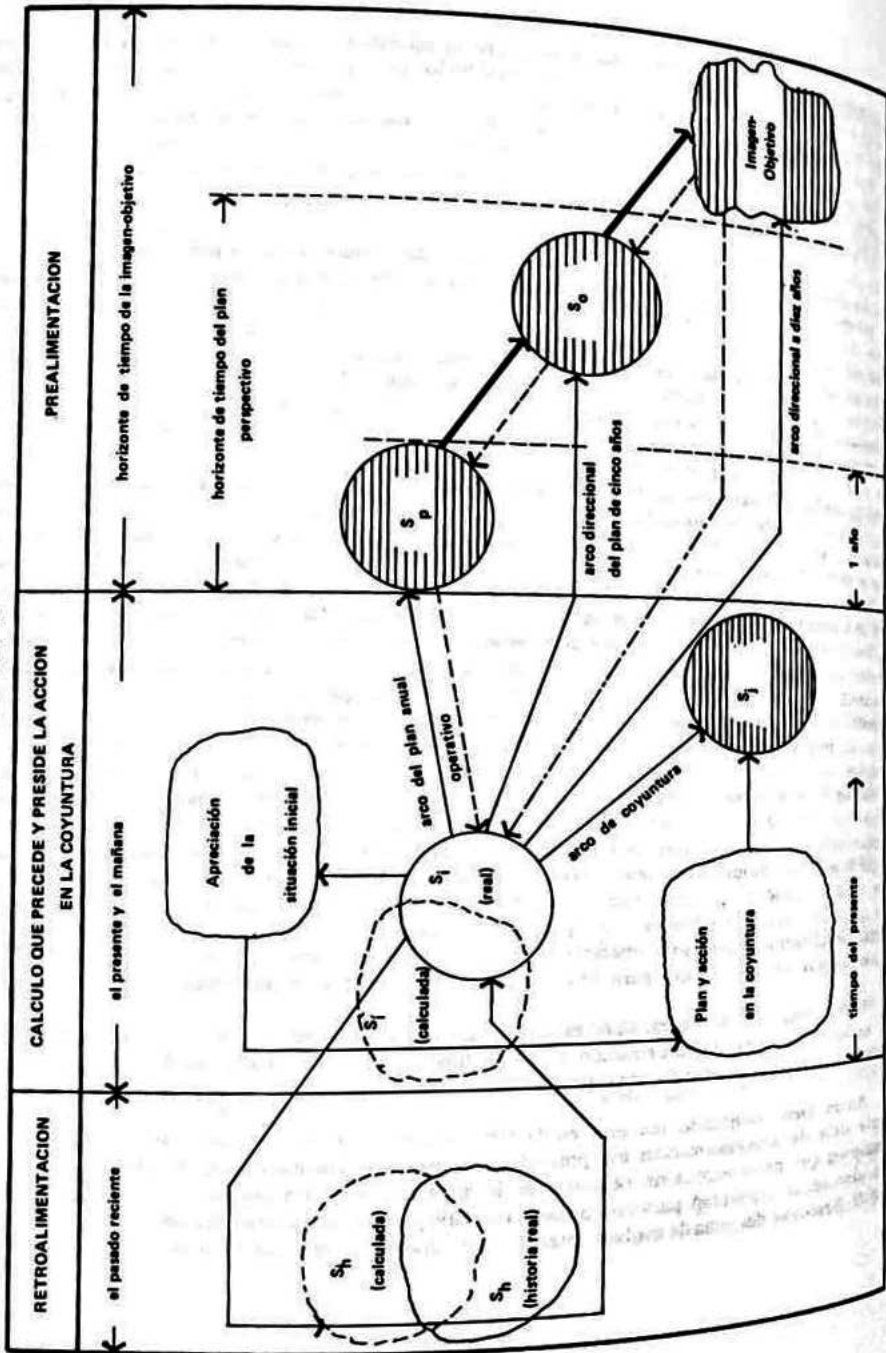 RETROALIMENTACION
CALCULO QUE PRECEDE Y PRESIDE LA ACCION
EN LA COYUNTURA
PREALIMENTACION
el pasado reciente
el presente y el mañana
horizonte de tiempo de la imagen-objetivo
horizonte de tiempo del plan
perspectivo
Apreciación
de la
situación inicial
Sh
(calculada)
Sh
(historia real)
Si
(calculada)
Si
(real)
arco del plan anual
operativo
Sp
So
Imagen-
Objetivo
arco direccional
del plan de cinco años
arco direccional a diez años
arco de coyuntura
Sj
Plan y acción
en la coyuntura
tiempo del presente
1 año